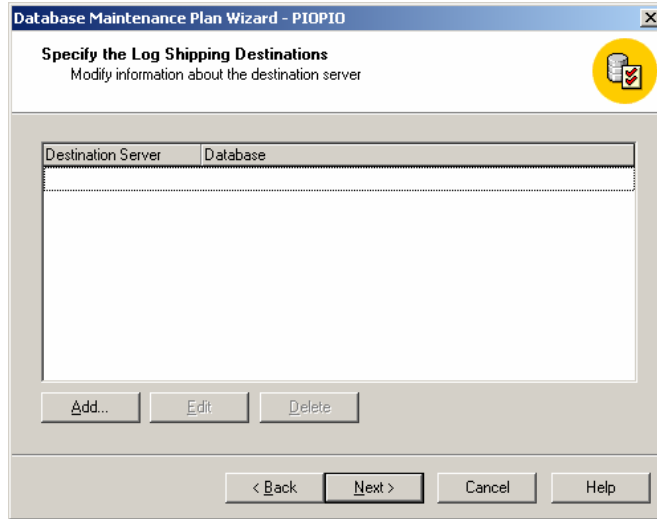 Database Maintenance Plan Wizard - PIOPIO
Specify the Log Shipping Destinations
Modify information about the destination server
Destination Server Database
Add... Edit Delete
< Back Next > Cancel Help